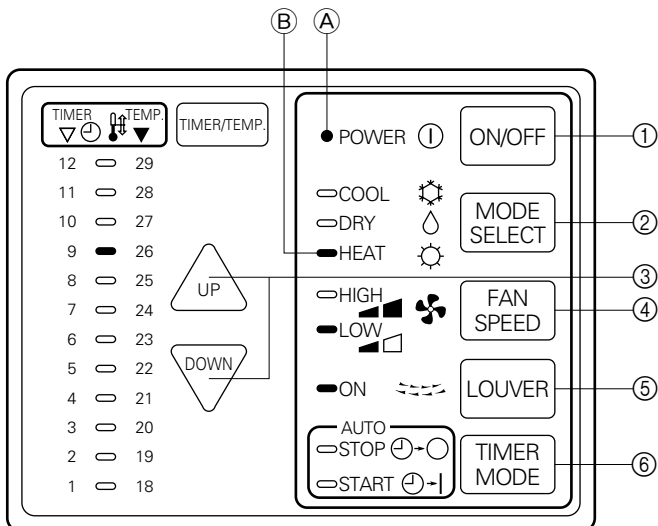 B A
TIMER TEMP.
TIMER/TEMP.
12 29
11 28
10 27
9 26
8 25
7 24
6 23
5 22
4 21
3 20
2 19
1 18
UP
DOWN
POWER ON/OFF 1
COOL
DRY
HEAT
MODE
SELECT 2
3
HIGH
LOW
FAN
SPEED 4
ON LOUVER 5
AUTO
STOP
START
TIMER
MODE 6